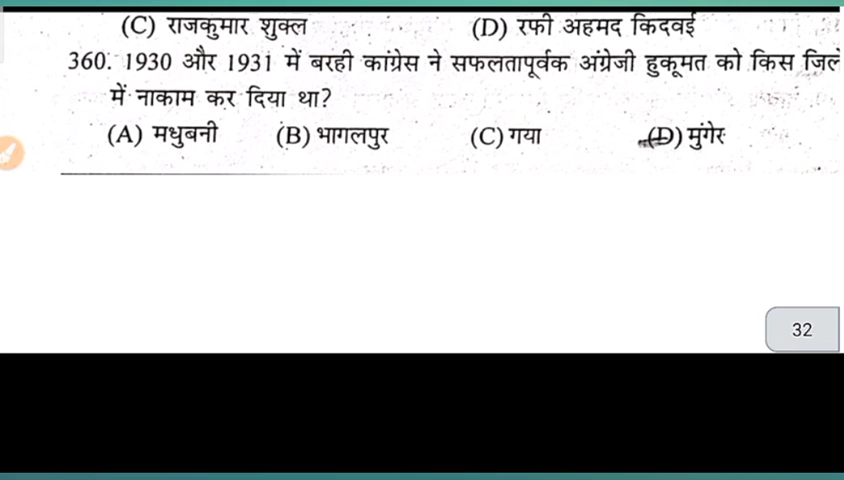 (C) राजकुमार शुक्ल (D) रफी अहमद किदवई
360. 1930 और 1931 में बरही कांग्रेस ने सफलतापूर्वक अंग्रेजी हुकूमत को किस जिले
में नाकाम कर दिया था?
(A) मधुबनी (B) भागलपुर (C) गया (D) मुंगेर
32